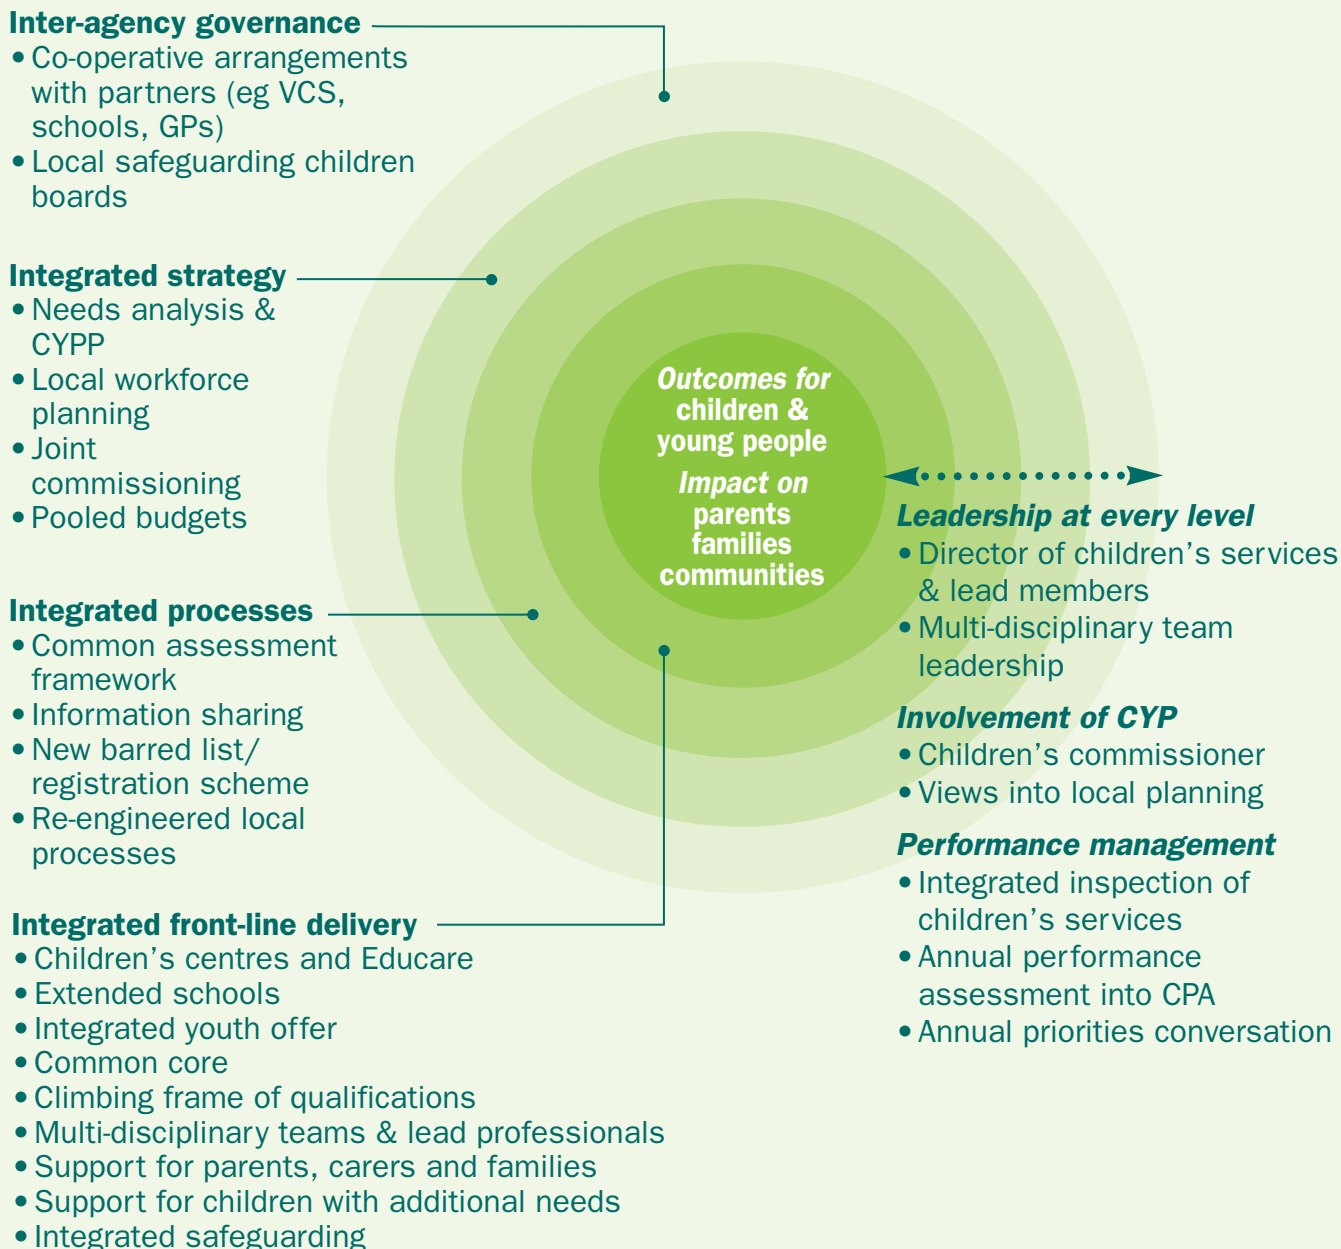 Inter-agency governance
• Co-operative arrangements
with partners (eg VCS,
schools, GPs)
• Local safeguarding children
boards
Integrated strategy
• Needs analysis &
CYPP
• Local workforce
planning
• Joint
commissioning
• Pooled budgets
Integrated processes
• Common assessment
framework
• Information sharing
• New barred list/
registration scheme
• Re-engineered local
processes
Integrated front-line delivery
• Children’s centres and Educare
• Extended schools
• Integrated youth offer
• Common core
• Climbing frame of qualifications
• Multi-disciplinary teams & lead professionals
• Support for parents, carers and families
• Support for children with additional needs
• Integrated safeguarding
Outcomes for
children &
young people
Impact on
parents
families
communities
Leadership at every level
• Director of children’s services
& lead members
• Multi-disciplinary team
leadership
Involvement of CYP
• Children’s commissioner
• Views into local planning
Performance management
• Integrated inspection of
children’s services
• Annual performance
assessment into CPA
• Annual priorities conversation